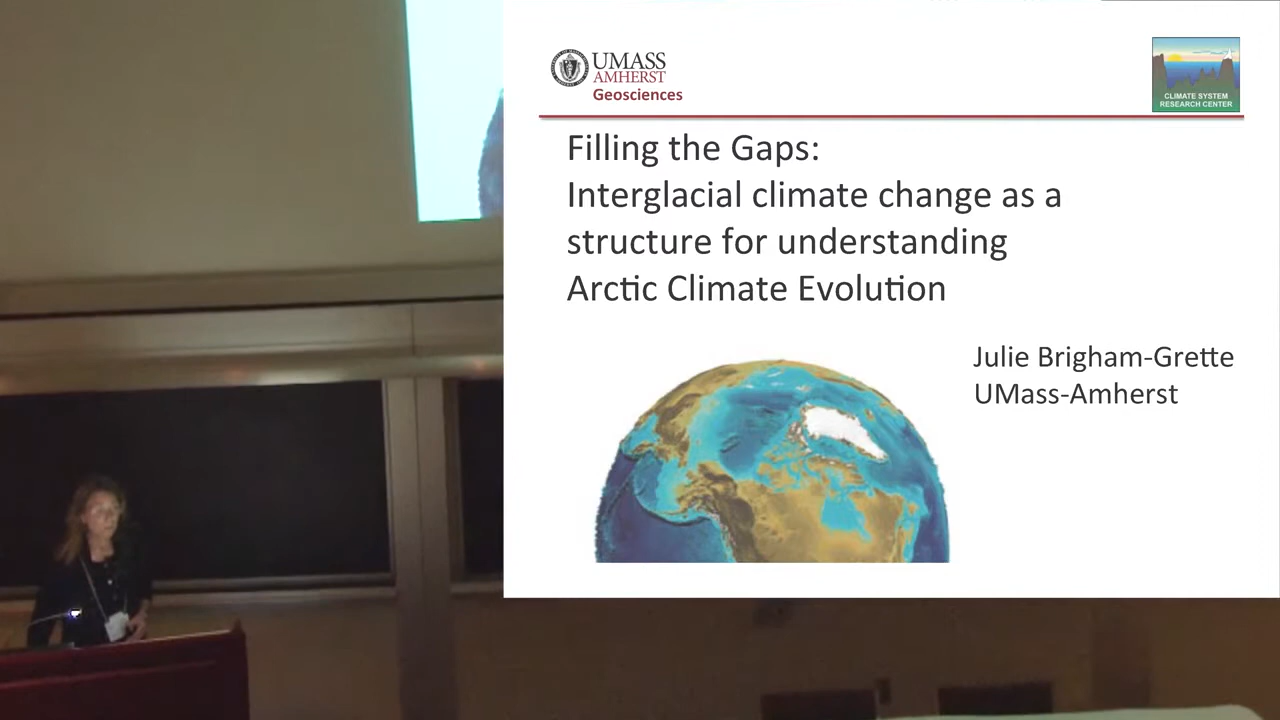 UMASS
AMHERST
Geosciences
CLIMATE SYSTEM
RESEARCH CENTER
Filling the Gaps:
Interglacial climate change as a
structure for understanding
Arctic Climate Evolution
Julie Brigham-Grette
UMass-Amherst